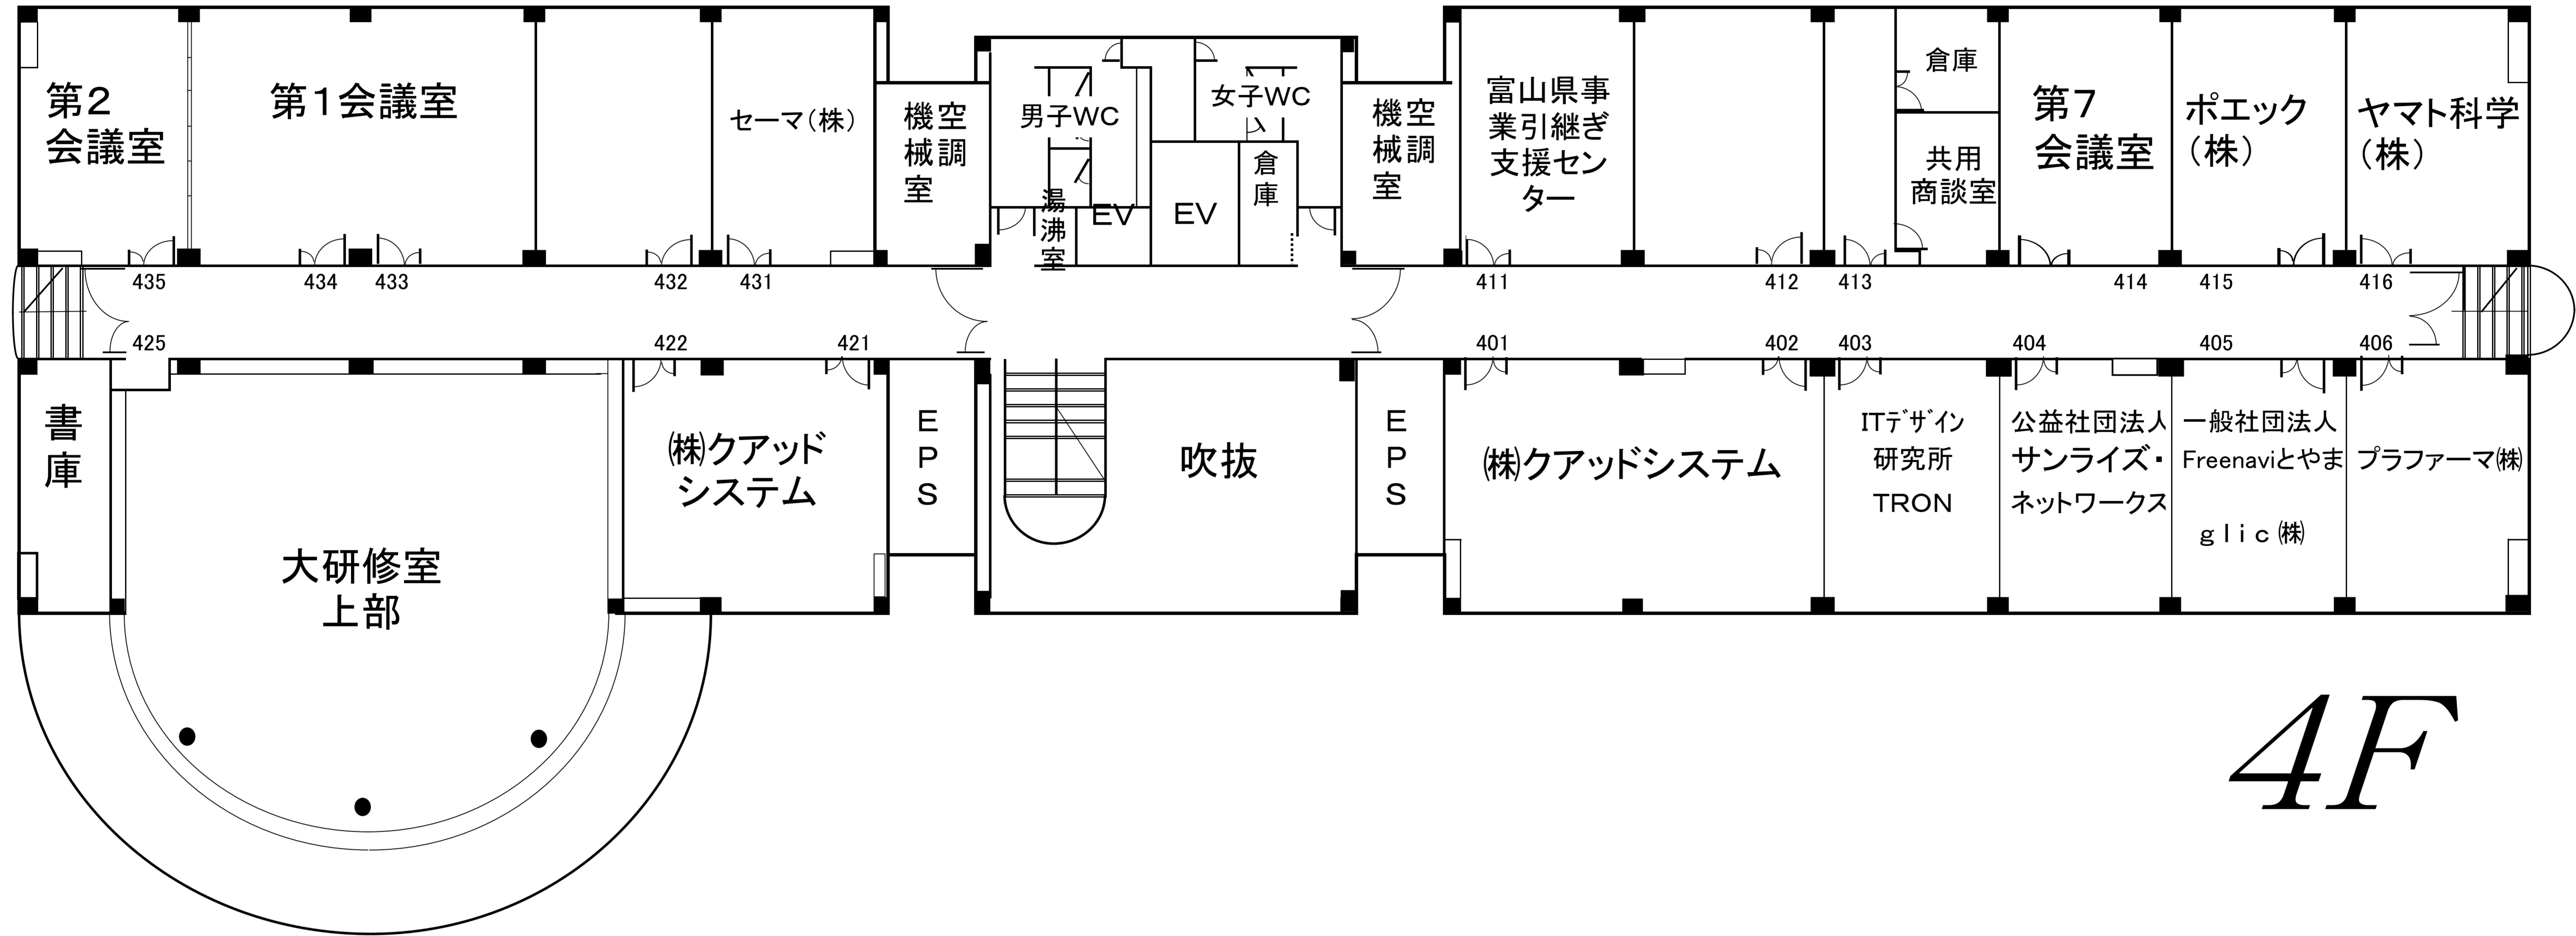 第２
会議室
第１会議室
セーマ（株）
空調
機械室
男子WC
女子WC
湯沸室
EV
EV
倉庫
空調
機械室
富山県事
業引継ぎ
支援セン
ター
倉庫
共用
商談室
第７
会議室
ポエック
（株）
ヤマト科学
（株）
435
434
433
432
431
411
412
413
414
415
416
425
422
421
401
402
403
404
405
406
書庫
大研修室
上部
㈱クアッド
システム
EPS
吹抜
EPS
㈱クアッドシステム
ITﾃﾞｻﾞｲﾝ
研究所
TRON
公益社団法人
サンライズ・
ネットワークス
一般社団法人
Freenaviとやま
ｇｌｉｃ㈱
プラファーマ㈱
4F